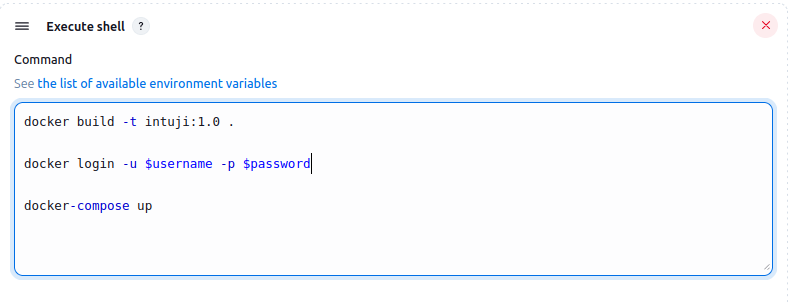 Execute shell ?
Command
See the list of available environment variables
docker build -t intuji:1.0 .
docker login -u $username -p $password
docker-compose up